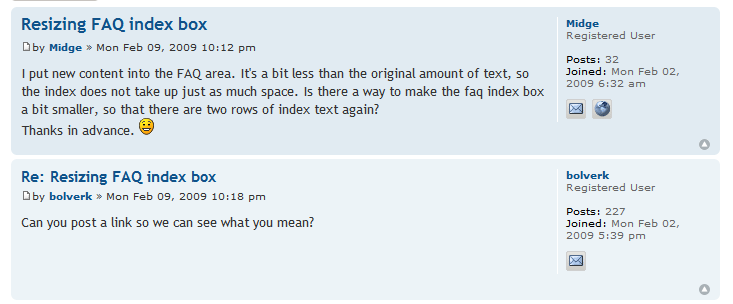 Resizing FAQ index box
by Midge » Mon Feb 09, 2009 10:12 pm
I put new content into the FAQ area. It's a bit less than the original amount of text, so
the index does not take up just as much space. Is there a way to make the faq index box
a bit smaller, so that there are two rows of index text again?
Thanks in advance.
Midge
Registered User
Posts: 32
Joined: Mon Feb 02,
2009 6:32 am
Re: Resizing FAQ index box
by bolverk » Mon Feb 09, 2009 10:18 pm
Can you post a link so we can see what you mean?
bolverk
Registered User
Posts: 227
Joined: Mon Feb 02,
2009 5:39 pm